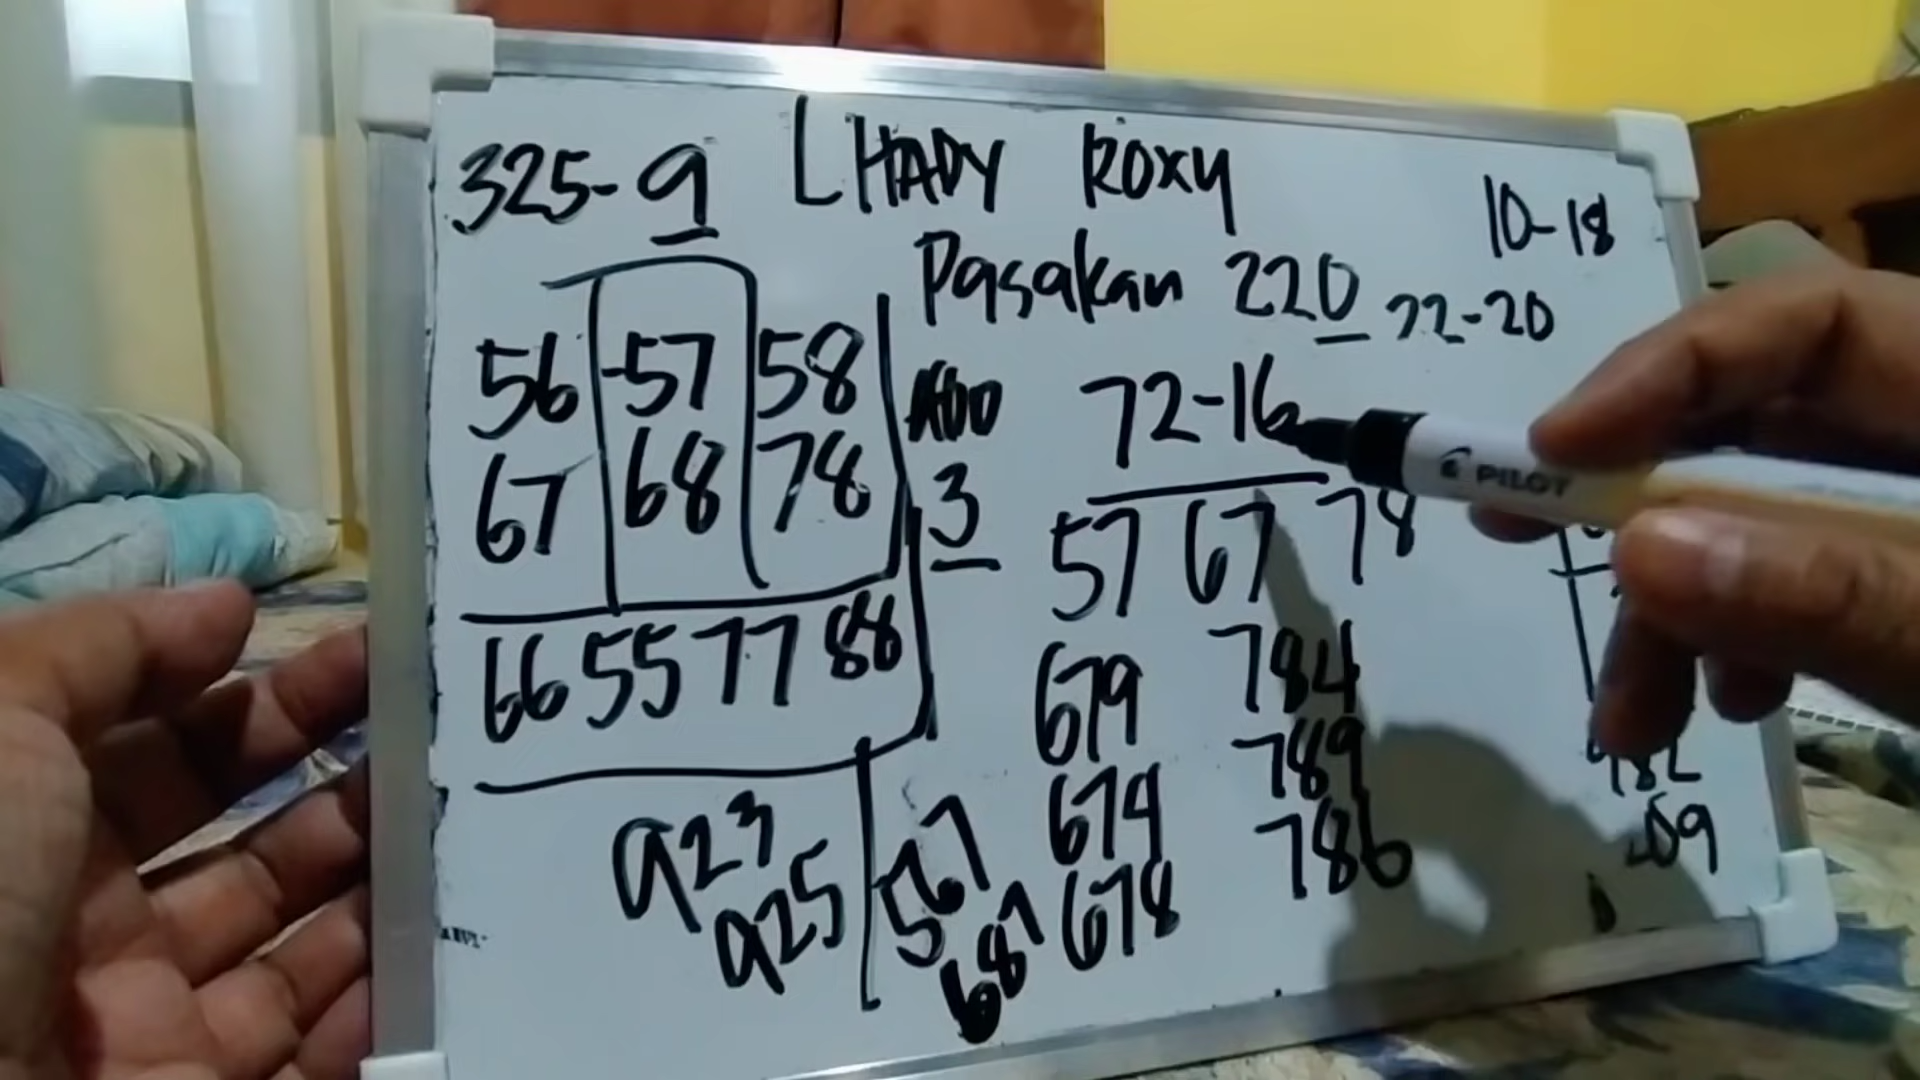 325-9 LHADY ROXY
10-18
Pasakan 220 22-20
56 57 58
67 68 78
66 55 77 88
923
925
567
687
3
72-16
57 67 78
679 784
674 789
678 786
PILOT